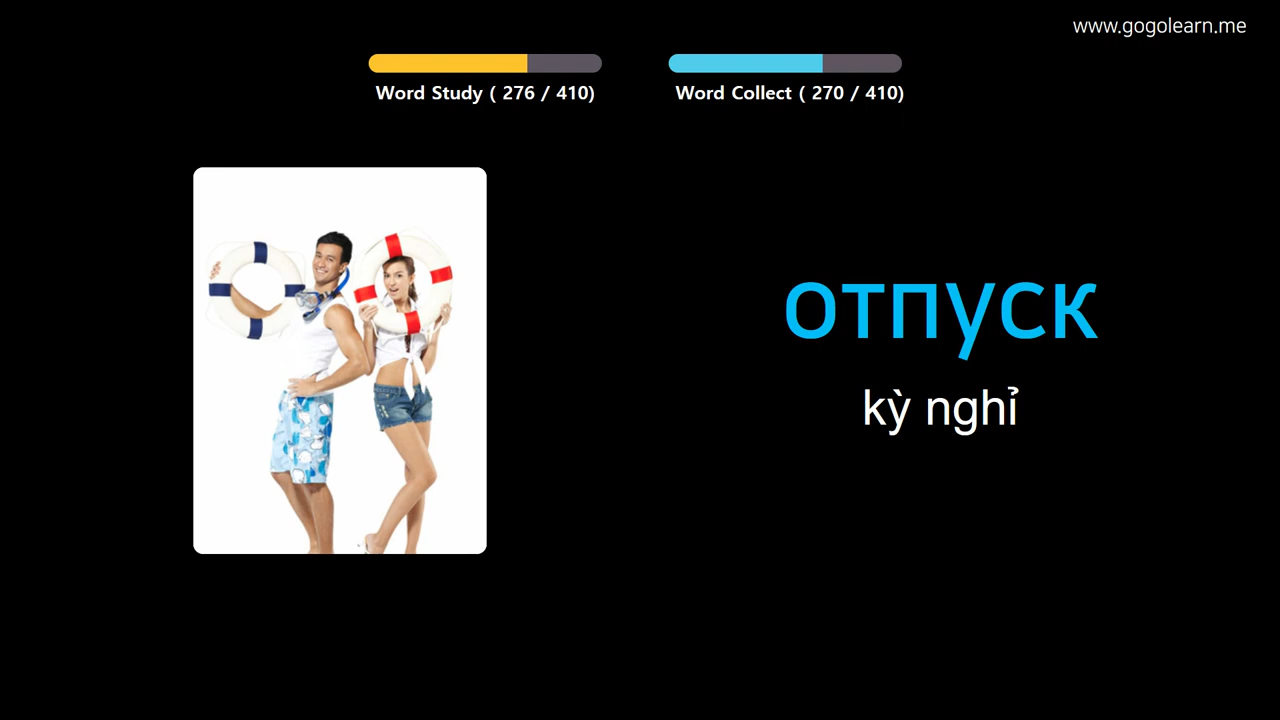 www.gogolearn.me
Word Study ( 276 / 410)
Word Collect ( 270 / 410)
отпуск
kỳ nghỉ